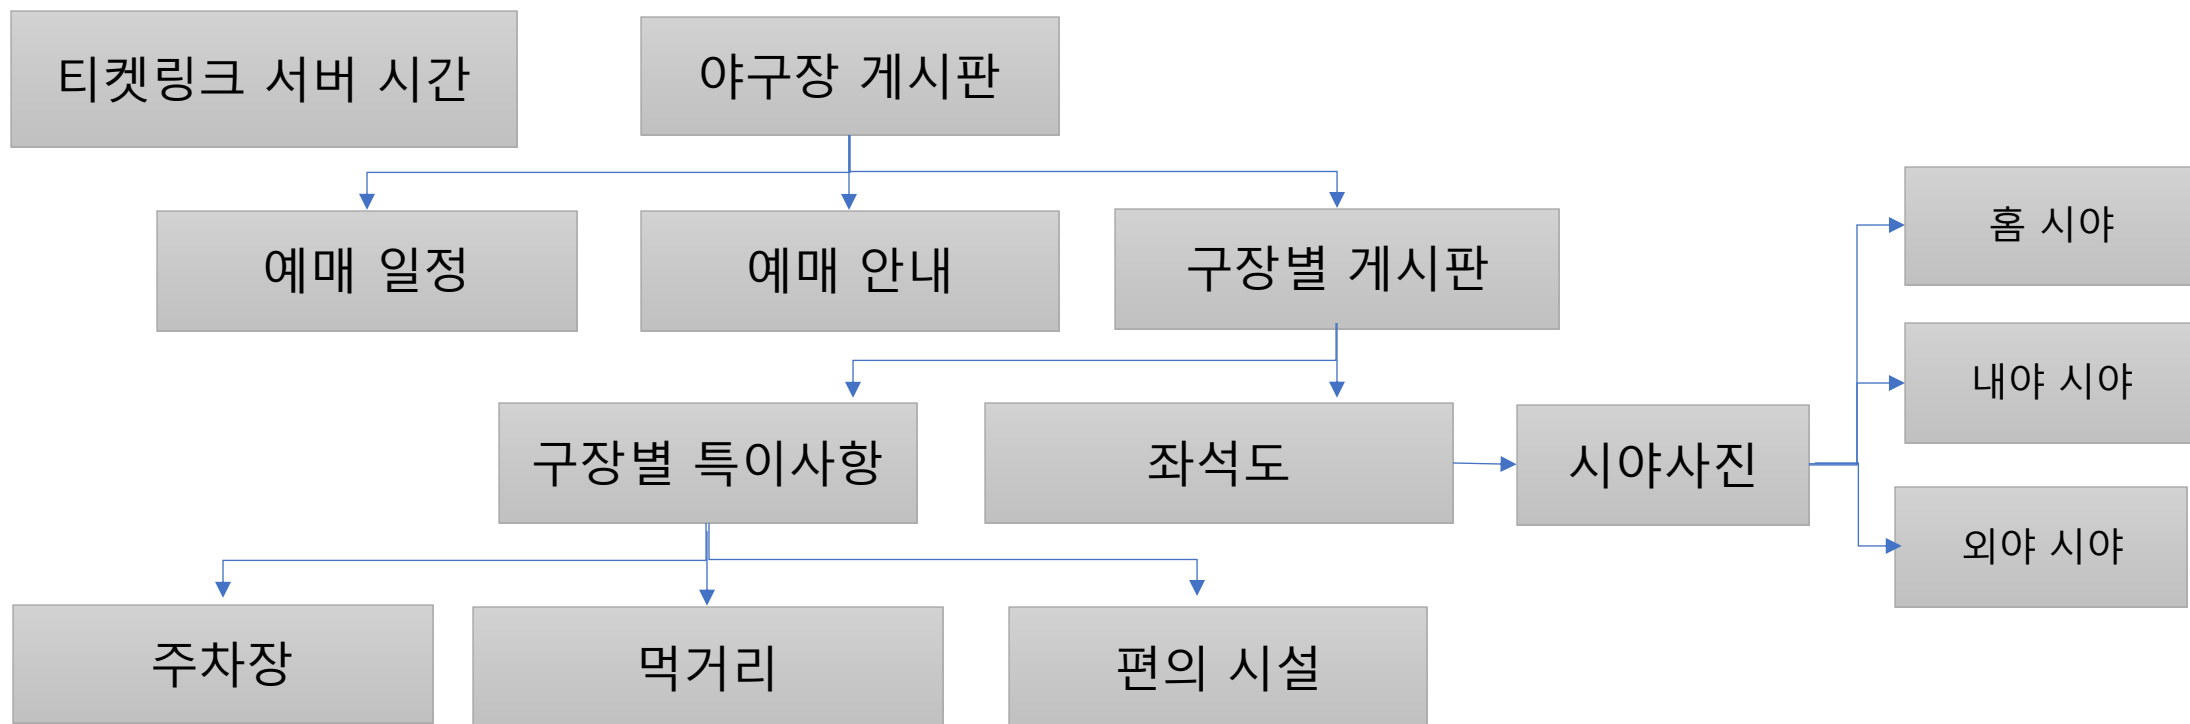 티켓링크 서버 시간
야구장 게시판
예매 일정
예매 안내
구장별 게시판
홈 시야
내야 시야
구장별 특이사항
좌석도
시야사진
외야 시야
주차장
먹거리
편의 시설